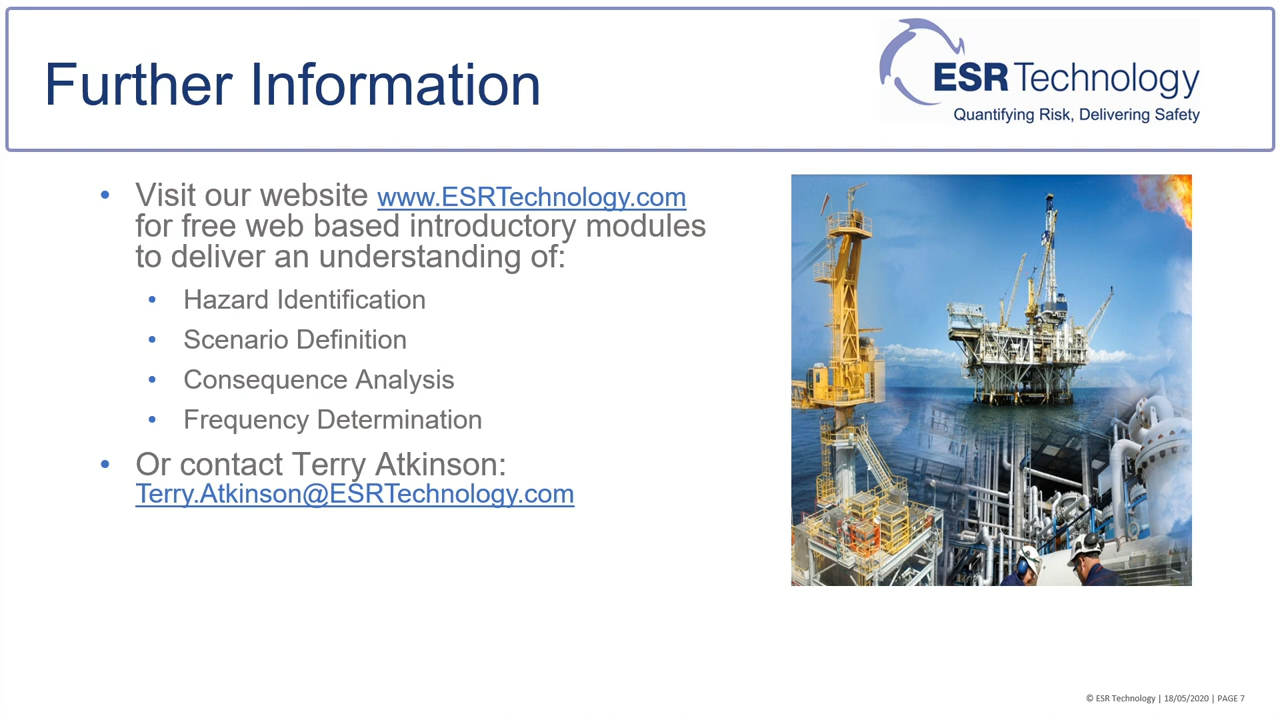 Further Information
ESR Technology
Quantifying Risk, Delivering Safety
• Visit our website www.ESRTechnology.com
for free web based introductory modules
to deliver an understanding of:
• Hazard Identification
• Scenario Definition
• Consequence Analysis
• Frequency Determination
• Or contact Terry Atkinson:
Terry.Atkinson@ESRTechnology.com
© ESR Technology | 18/05/2020 | PAGE 7